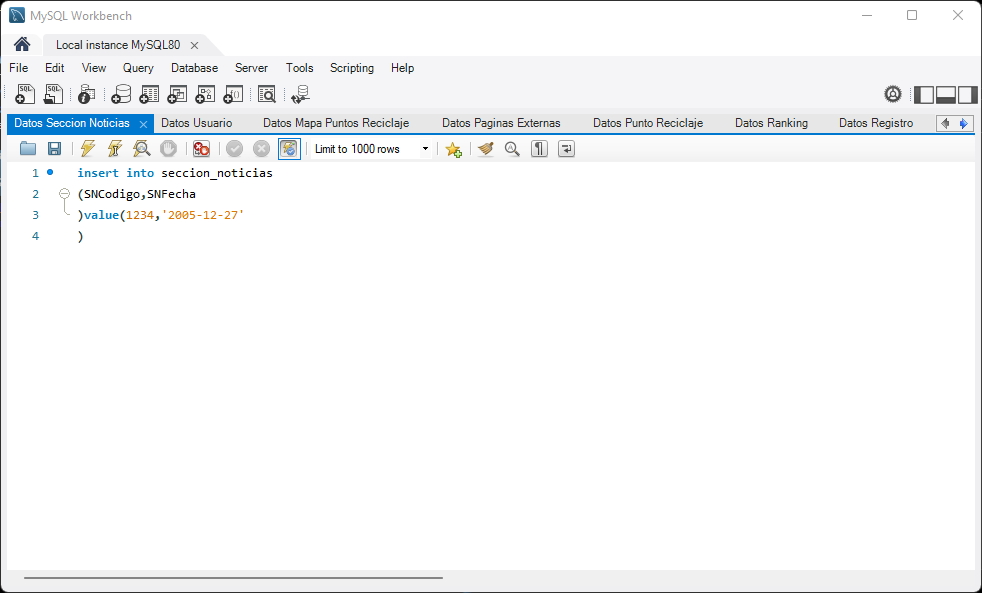 MySQL Workbench
Local instance MySQL80
File Edit View Query Database Server Tools Scripting Help
Datos Seccion Noticias Datos Usuario Datos Mapa Puntos Reciclaje Datos Paginas Externas Datos Punto Reciclaje Datos Ranking Datos Registro
Limit to 1000 rows
1 insert into seccion_noticias
2 (SNCodigo,SNFecha
3 )value(1234,'2005-12-27'
4 )